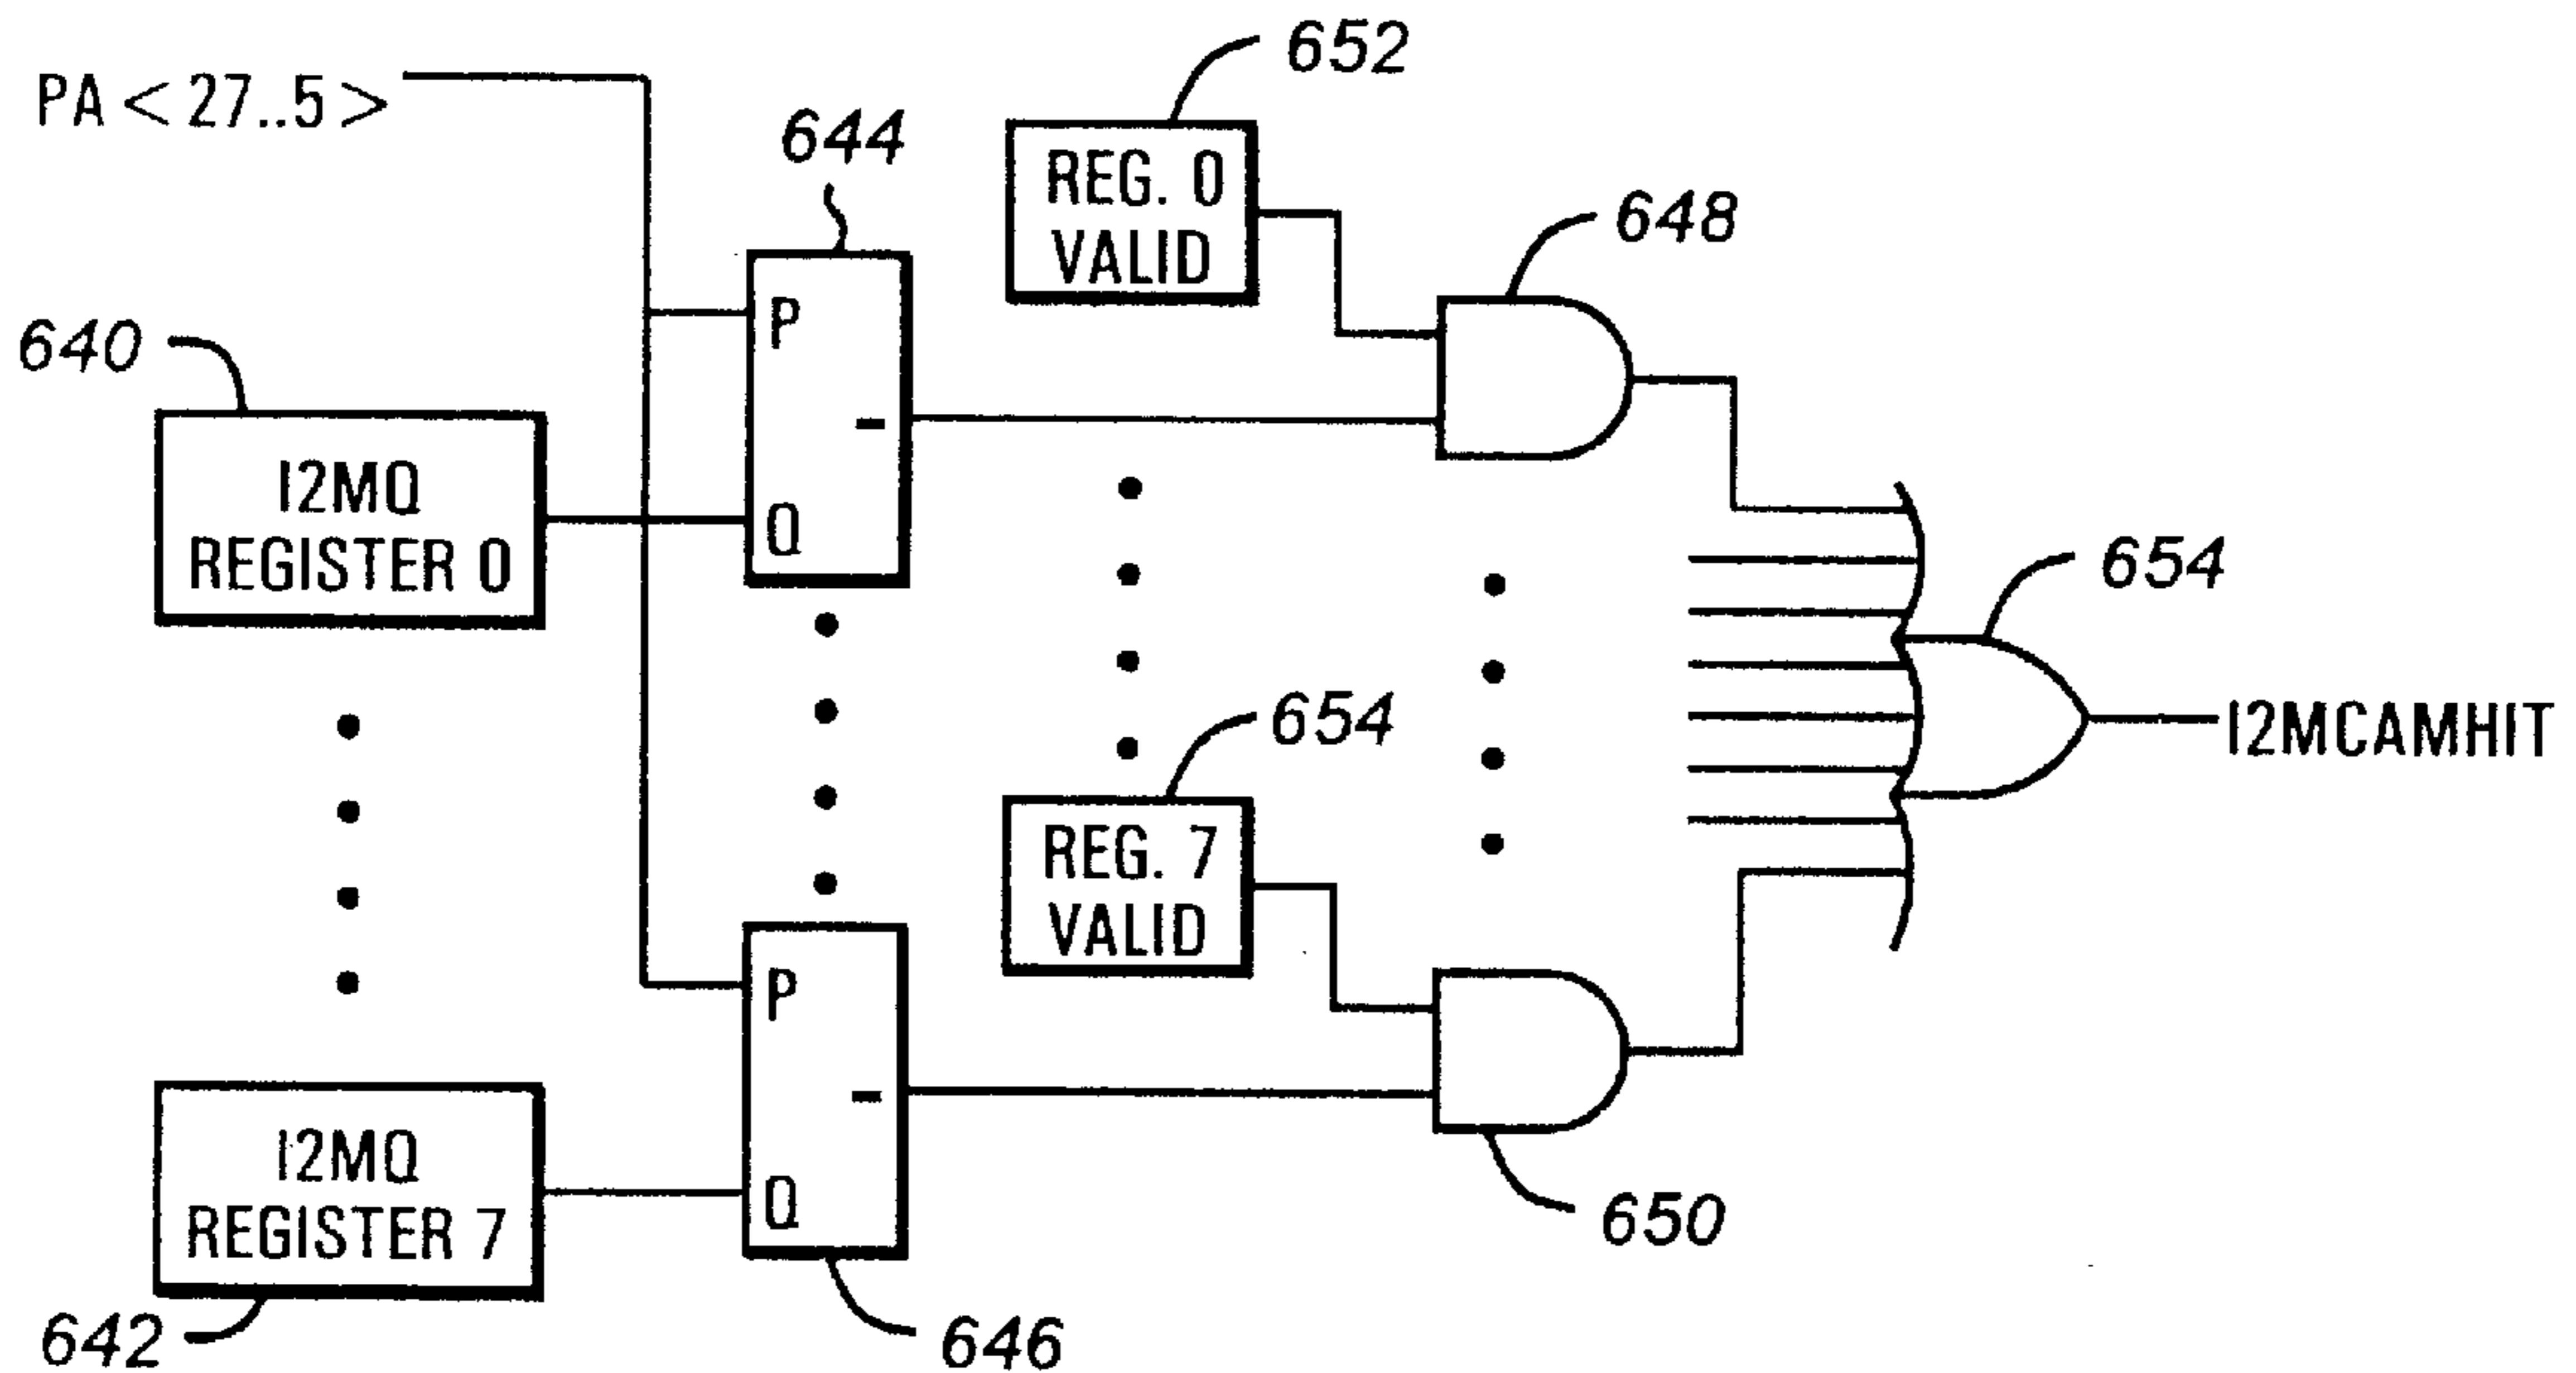 652
PA < 27..5 >
644
REG. 0
VALID
648
P
640
-
I2MQ
REGISTER 0
Q
654
654
I2MCAMHIT
REG. 7
VALID
P
-
I2MQ
REGISTER 7
Q
650
642
646